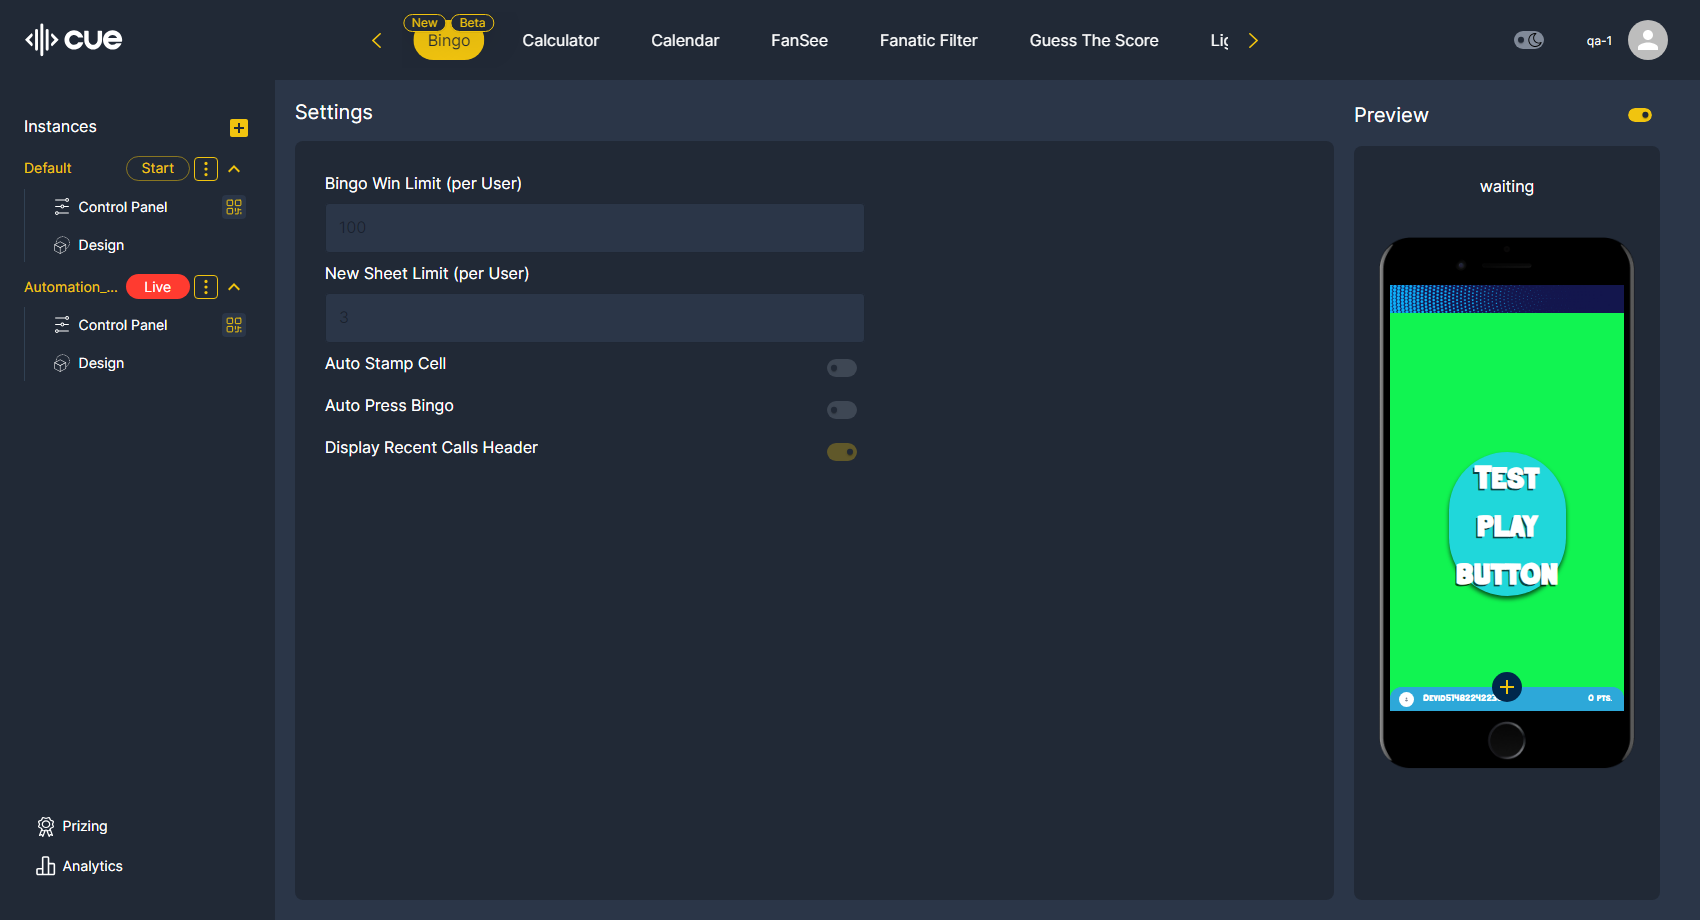 cue
New Beta
Bingo
Calculator
Calendar
FanSee
Fanatic Filter
Guess The Score
qa-1
Instances
Default
Start
Control Panel
Design
Automation_...
Live
Control Panel
Design
Prizing
Analytics
Settings
Bingo Win Limit (per User)
100
New Sheet Limit (per User)
3
Auto Stamp Cell
Auto Press Bingo
Display Recent Calls Header
Preview
waiting
TEST
PLAY
BUTTON
0 PTS.